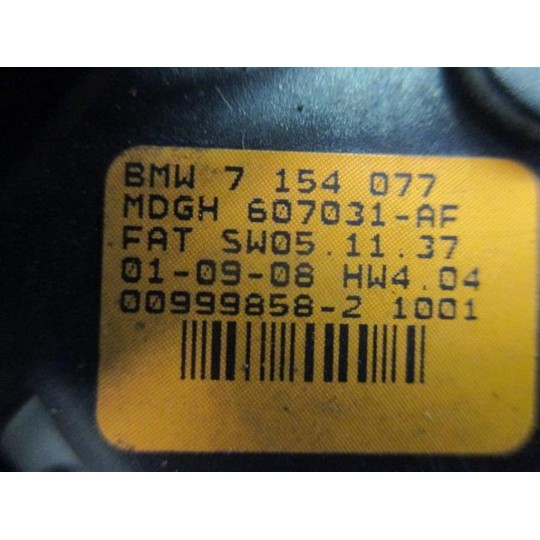 BMW 7 154 077
MDGH 607031-AF
FAT SW05.11.37
01-09-08 HW4.04
00999858-2 1001